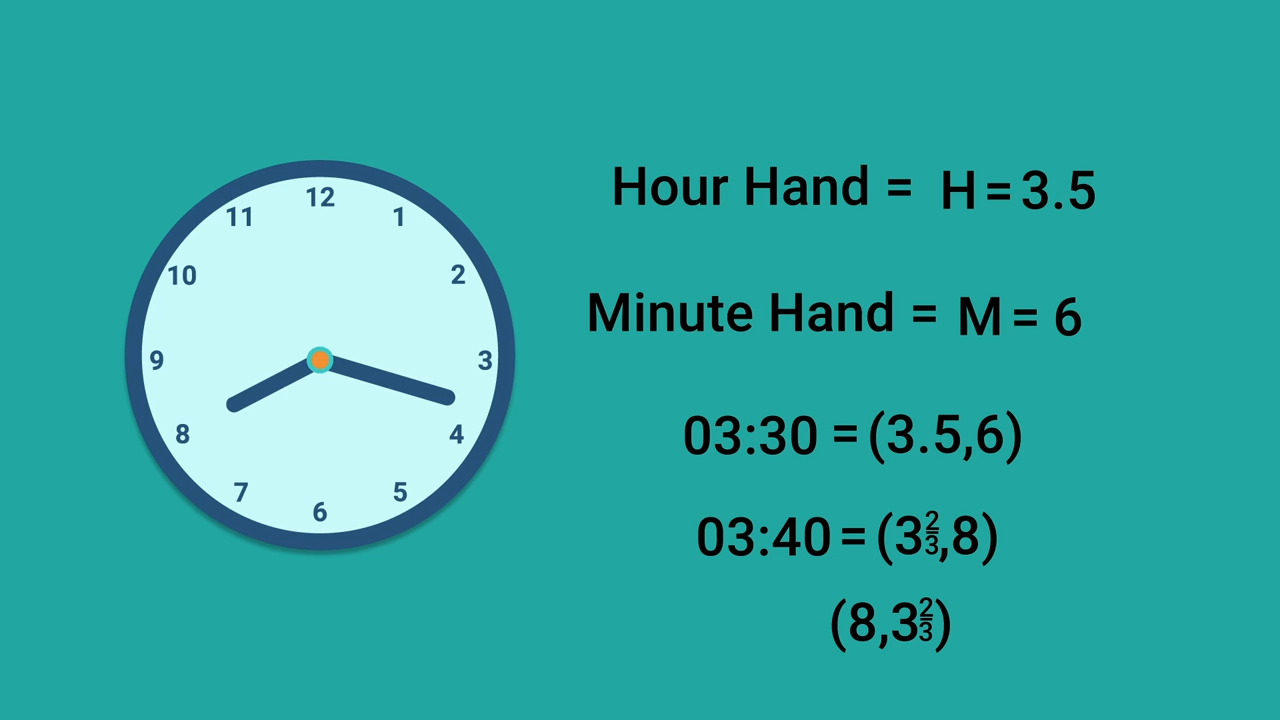 12
11 1
10 2
9 3
8 4
7 5
6
Hour Hand = H = 3.5
Minute Hand = M = 6
03:30 = (3.5,6)
03:40 = (3⅔,8)
(8,3⅔)